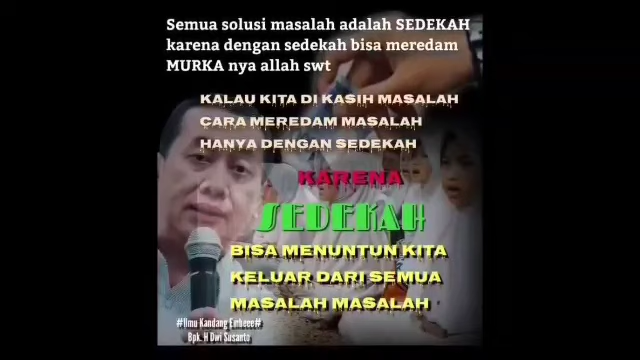 Semua solusi masalah adalah SEDEKAH
karena dengan sedekah bisa meredam
MURKA nya allah swt
KALAU KITA DI KASIH MASALAH
CARA MEREDAM MASALAH
HANYA DENGAN SEDEKAH
KARENA
SEDEKAH
BISA MENUNTUN KITA
KELUAR DARI SEMUA
MASALAH MASALAH
#Ilmu Kandang Embeee#
Bpk. H Dwi Susanto